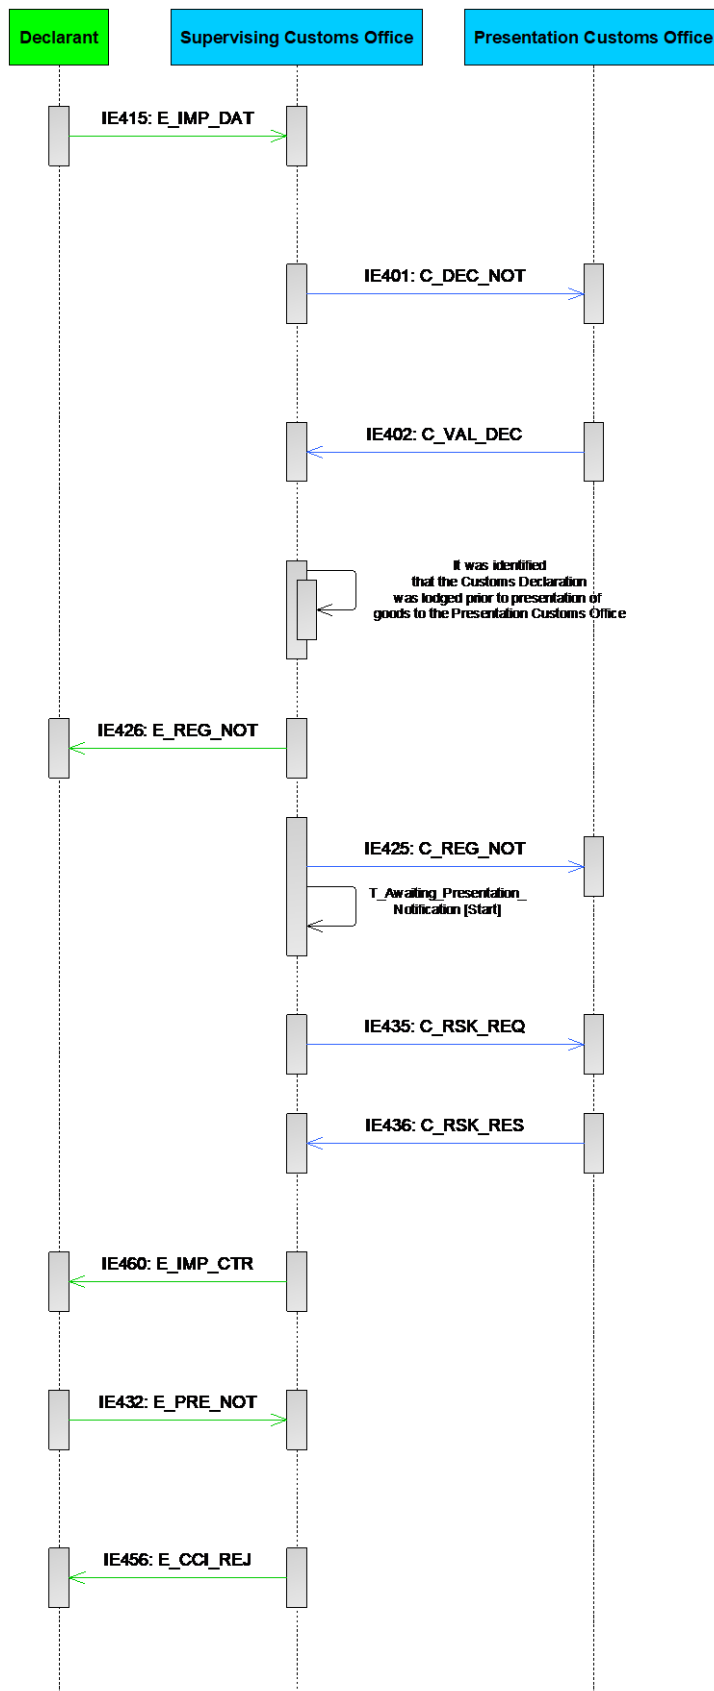 Declarant
Supervising Customs Office
Presentation Customs Office
IE415: E_IMP_DAT
IE401: C_DEC_NOT
IE402: C_VAL_DEC
It was identified
that the Customs Declaration
was lodged prior to presentation of
goods to the Presentation Customs Office
IE426: E_REG_NOT
IE425: C_REG_NOT
T_Awaiting_Presentation_
Notification [Start]
IE435: C_RSK_REQ
IE436: C_RSK_RES
IE460: E_IMP_CTR
IE432: E_PRE_NOT
IE456: E_CCI_REJ